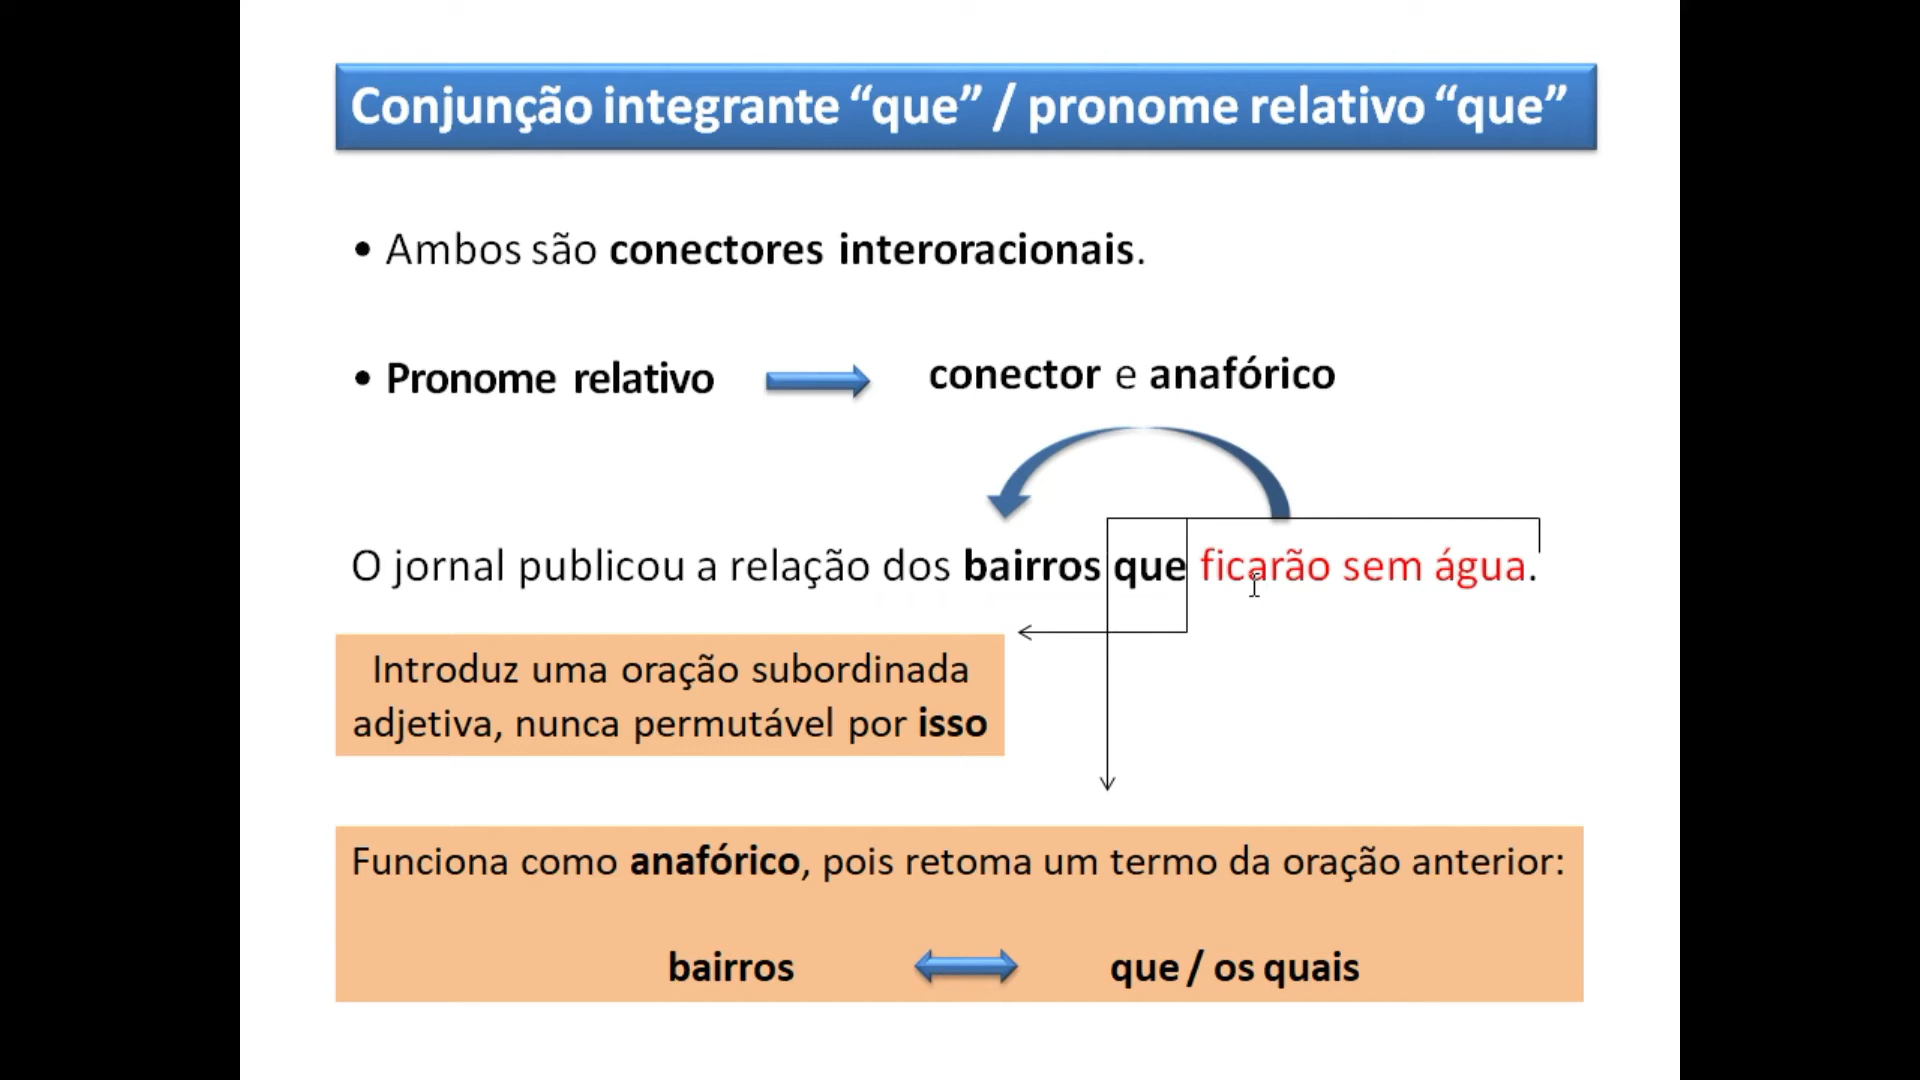 Conjunção integrante “que” / pronome relativo “que”
• Ambos são conectores interoracionais.
• Pronome relativo conector e anafórico
O jornal publicou a relação dos bairros que ficarão sem água.
Introduz uma oração subordinada
adjetiva, nunca permutável por isso
Funciona como anafórico, pois retoma um termo da oração anterior:
bairros que / os quais